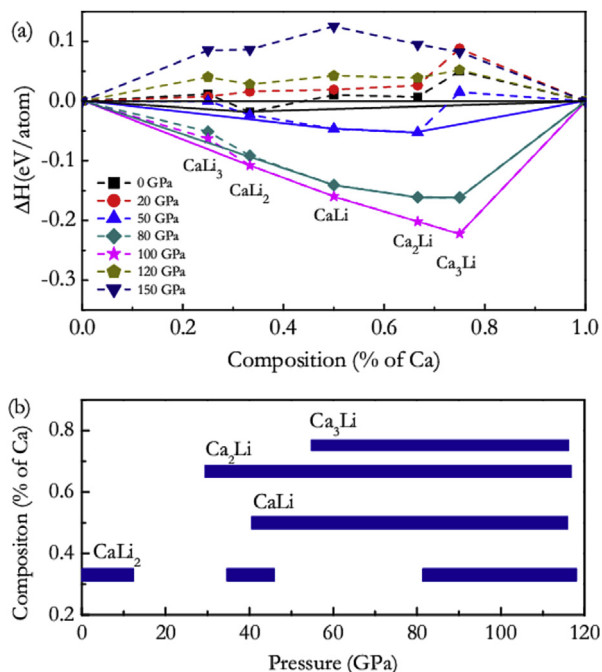 (a)
0.1
0.0
-0.1
-0.2
-0.3
ΔH(eV/atom)
CaLi₃
CaLi₂
CaLi
Ca₂Li
Ca₃Li
0 GPa
20 GPa
50 GPa
80 GPa
100 GPa
120 GPa
150 GPa
0.0 0.2 0.4 0.6 0.8 1.0
Composition (% of Ca)
(b)
0.8
0.6
0.4
0.2
Compositon (% of Ca)
Ca₃Li
Ca₂Li
CaLi
CaLi₂
0 20 40 60 80 100 120
Pressure (GPa)